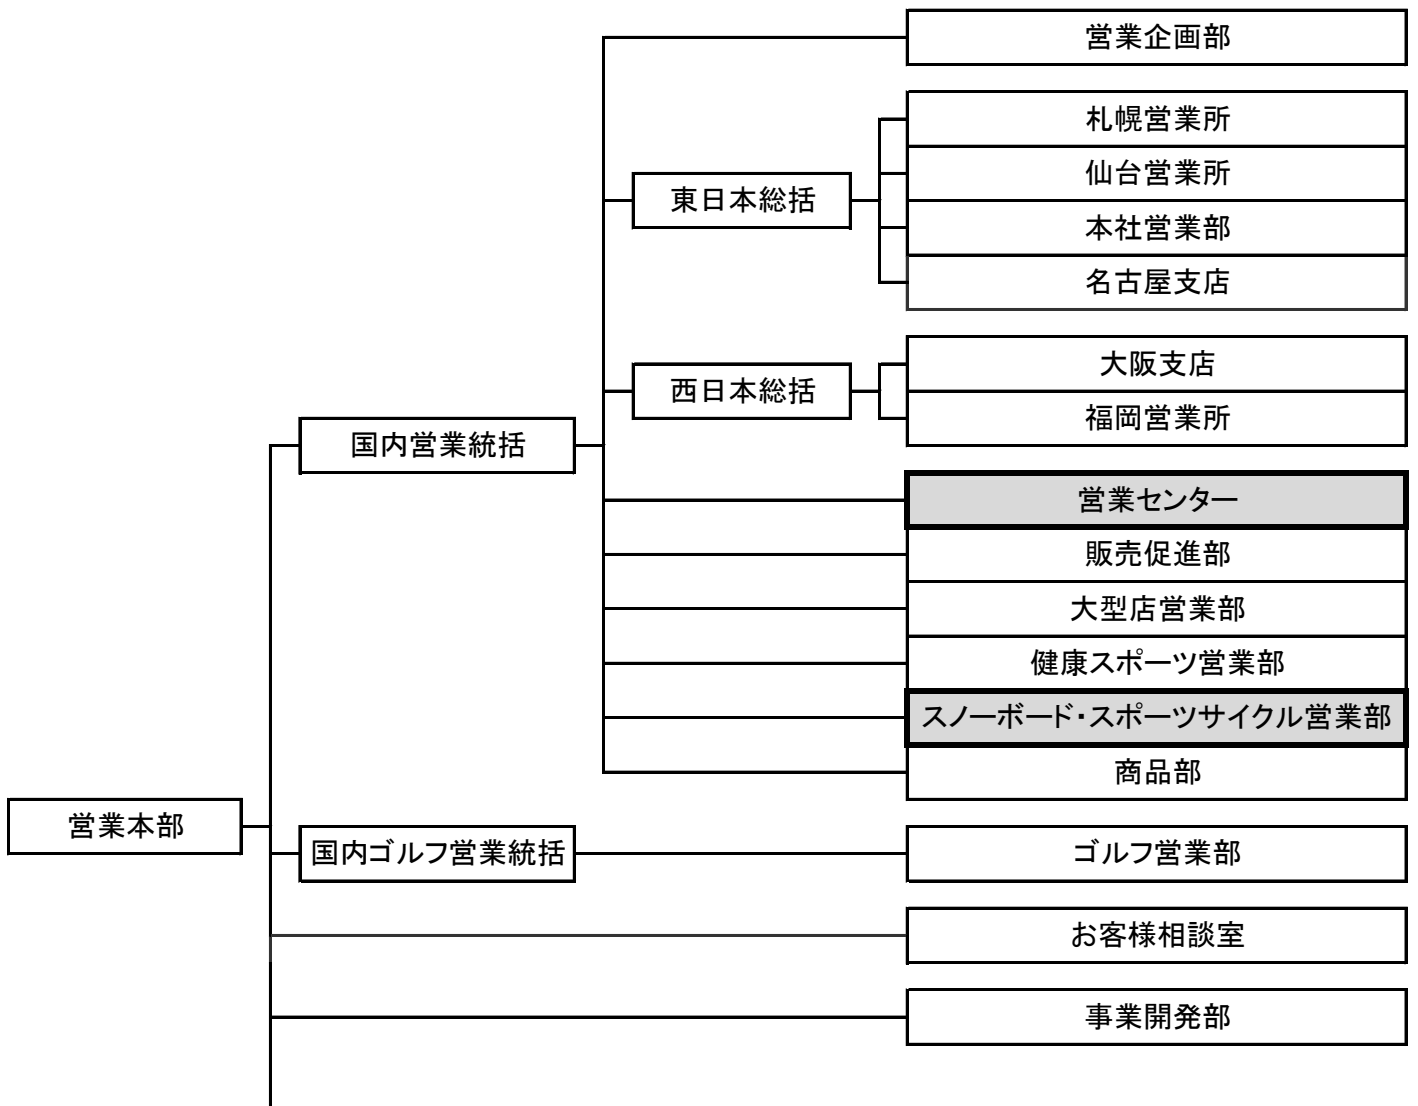 営業企画部
札幌営業所
仙台営業所
東日本総括
本社営業部
名古屋支店
大阪支店
西日本総括
福岡営業所
国内営業統括
営業センター
販売促進部
大型店営業部
健康スポーツ営業部
スノーボード・スポーツサイクル営業部
商品部
営業本部
国内ゴルフ営業統括
ゴルフ営業部
お客様相談室
事業開発部